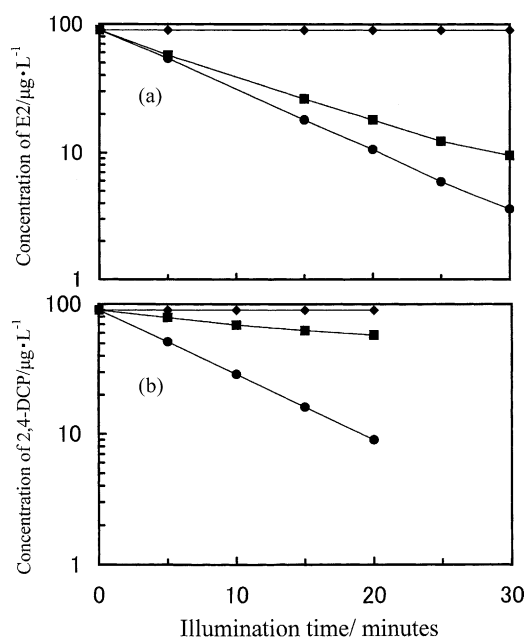 100
10
1
Concentration of E2/μg•L⁻¹
(a)
100
10
1
Concentration of 2,4-DCP/μg•L⁻¹
(b)
0 10 20 30
Illumination time/ minutes